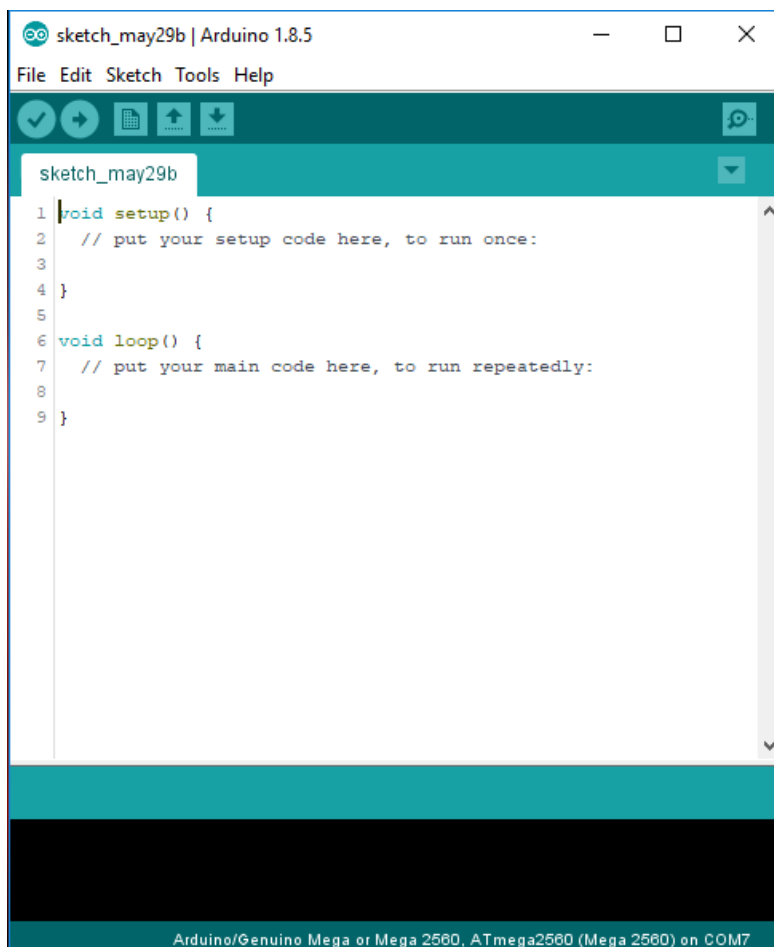 sketch_may29b | Arduino 1.8.5
File Edit Sketch Tools Help
sketch_may29b
1 void setup() {
2   // put your setup code here, to run once:
3
4 }
5
6 void loop() {
7   // put your main code here, to run repeatedly:
8
9 }
Arduino/Genuino Mega or Mega 2560, ATmega2560 (Mega 2560) on COM7